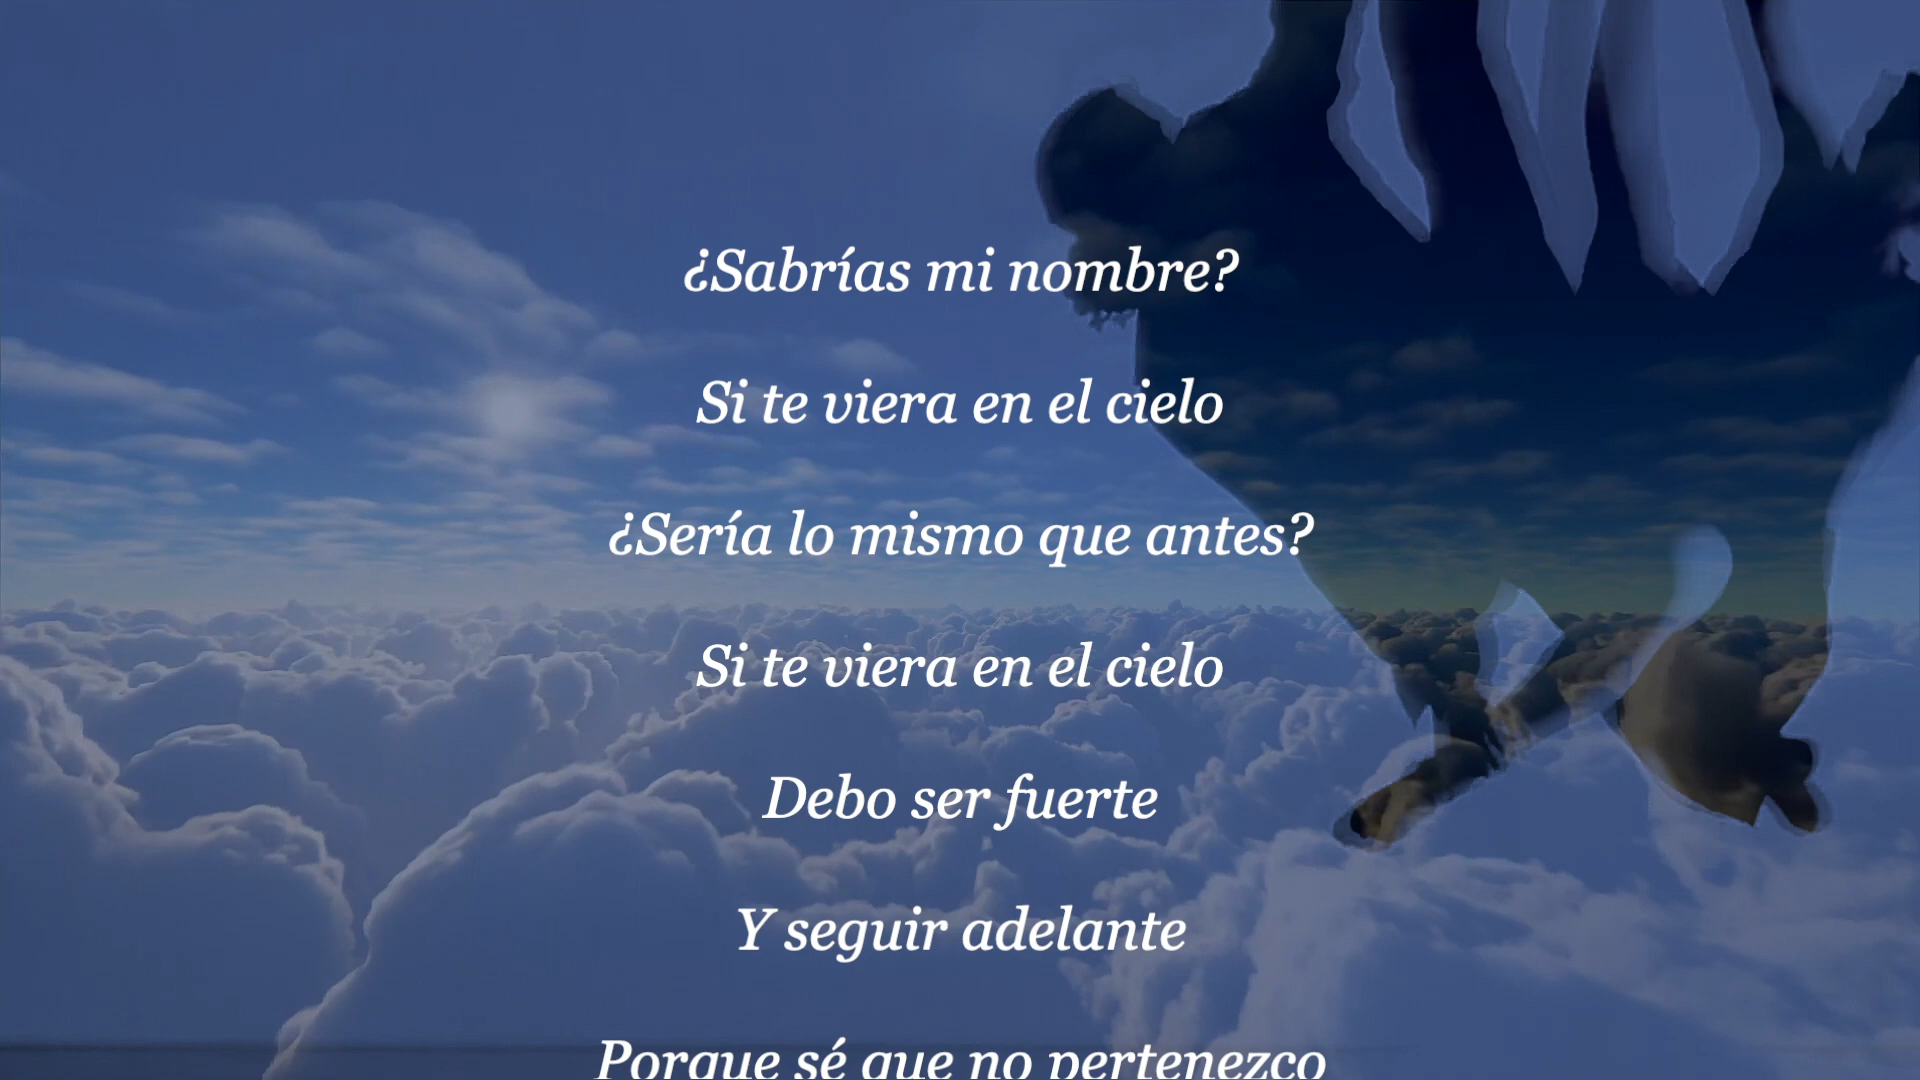 ¿Sabrías mi nombre?
Si te viera en el cielo
¿Sería lo mismo que antes?
Si te viera en el cielo
Debo ser fuerte
Y seguir adelante
Porque sé que no pertenezco